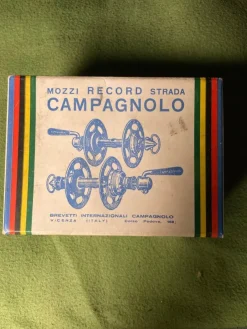 MOZZI RECORD STRADA
CAMPAGNOLO
BREVETTI INTERNAZIONALI CAMPAGNOLO
VICENZA (ITALY)